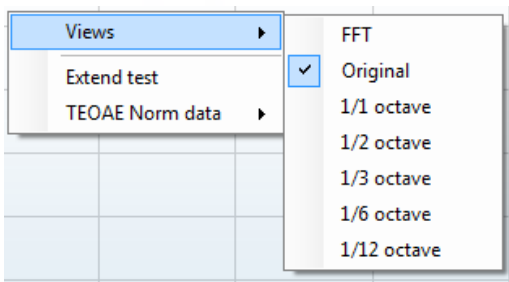 Views
Extend test
TEOAE Norm data
FFT
Original
1/1 octave
1/2 octave
1/3 octave
1/6 octave
1/12 octave